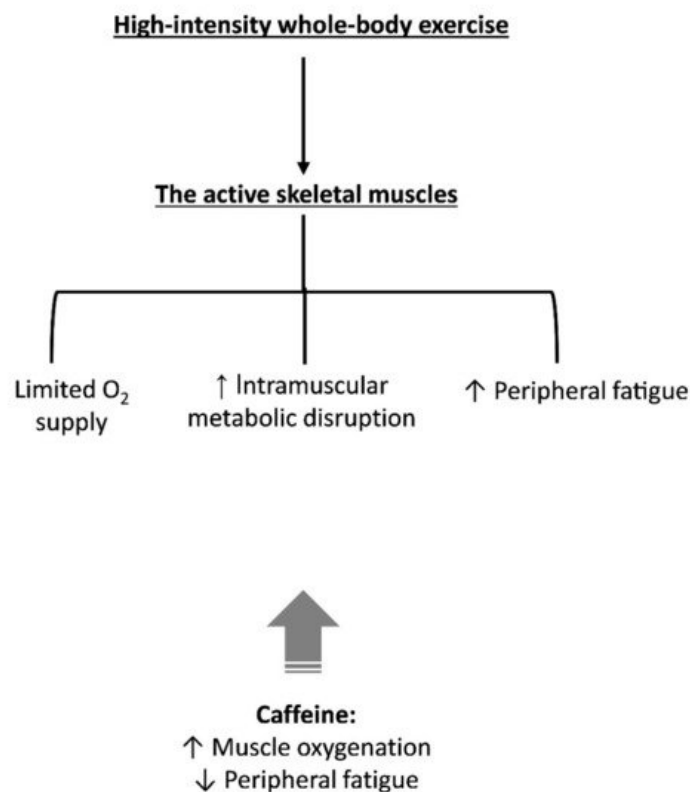 High-intensity whole-body exercise
The active skeletal muscles
Limited O₂
supply
↑ Intramuscular
metabolic disruption
↑ Peripheral fatigue
Caffeine:
↑ Muscle oxygenation
↓ Peripheral fatigue